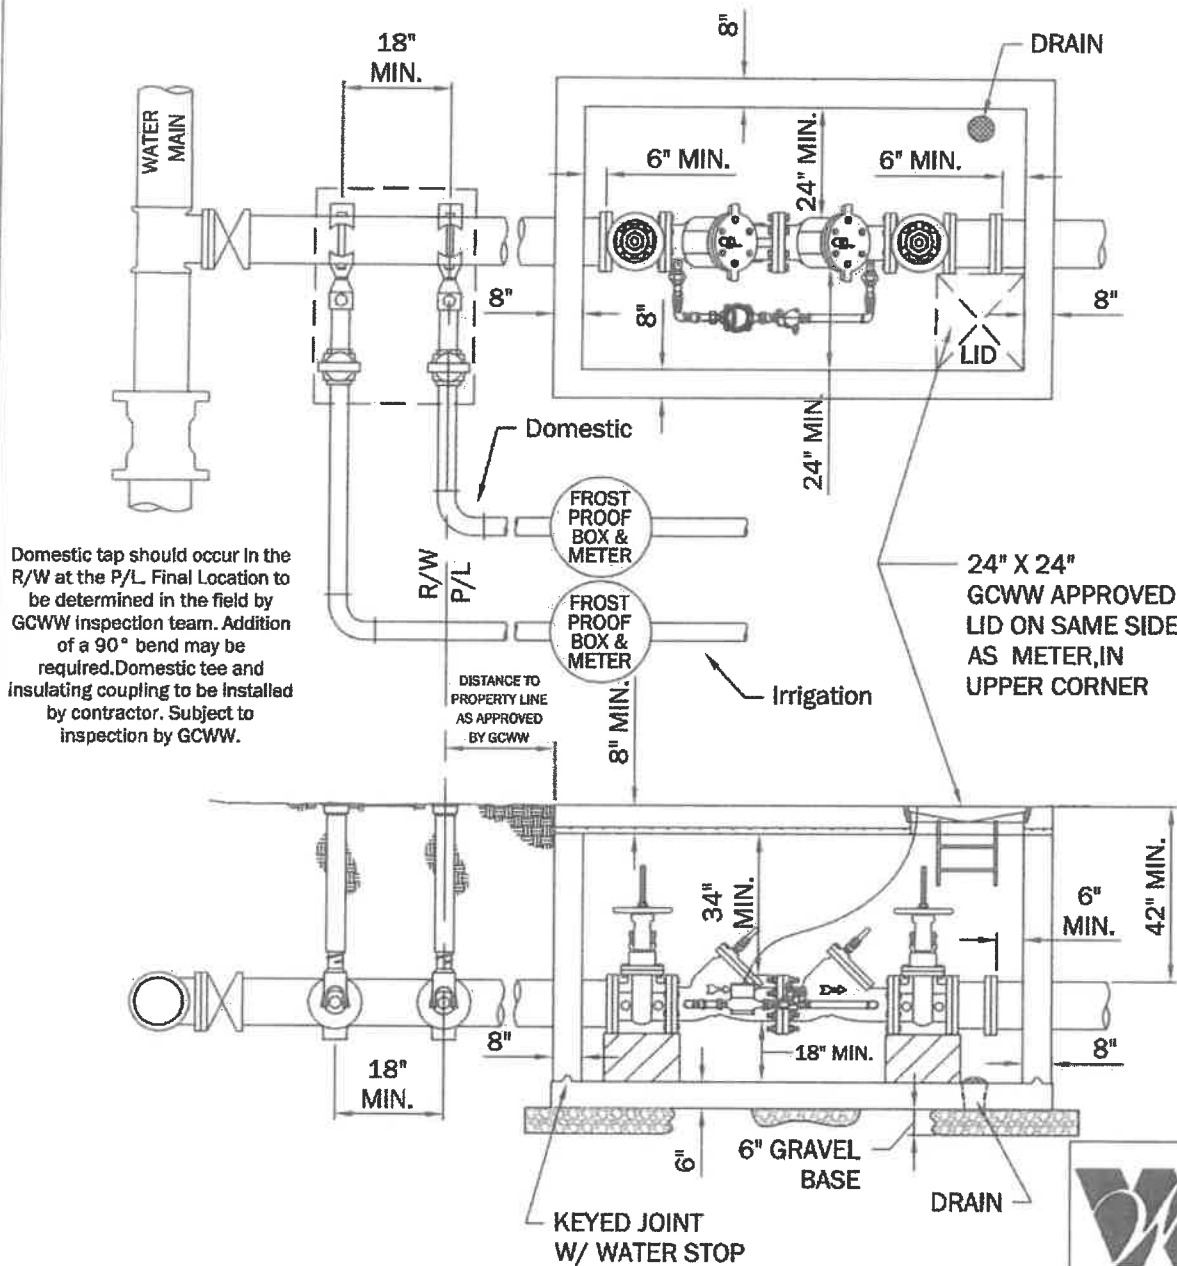 18"
MIN.
8"
DRAIN
WATER
MAIN
6" MIN.
24" MIN.
6" MIN.
8"
8"
8"
LID
24" MIN.
Domestic
FROST
PROOF
BOX &
METER
R/W
P/L
FROST
PROOF
BOX &
METER
Irrigation
Domestic tap should occur in the
R/W at the P/L. Final Location to
be determined in the field by
GCWW inspection team. Addition
of a 90° bend may be
required.Domestic tee and
insulating coupling to be installed
by contractor. Subject to
inspection by GCWW.
24" X 24"
GCWW APPROVED
LID ON SAME SIDE
AS METER,IN
UPPER CORNER
DISTANCE TO
PROPERTY LINE
AS APPROVED
BY GCWW
8" MIN.
34"
MIN.
6"
MIN.
42" MIN.
8"
18" MIN.
8"
18"
MIN.
6"
6" GRAVEL
BASE
DRAIN
KEYED JOINT
W/ WATER STOP